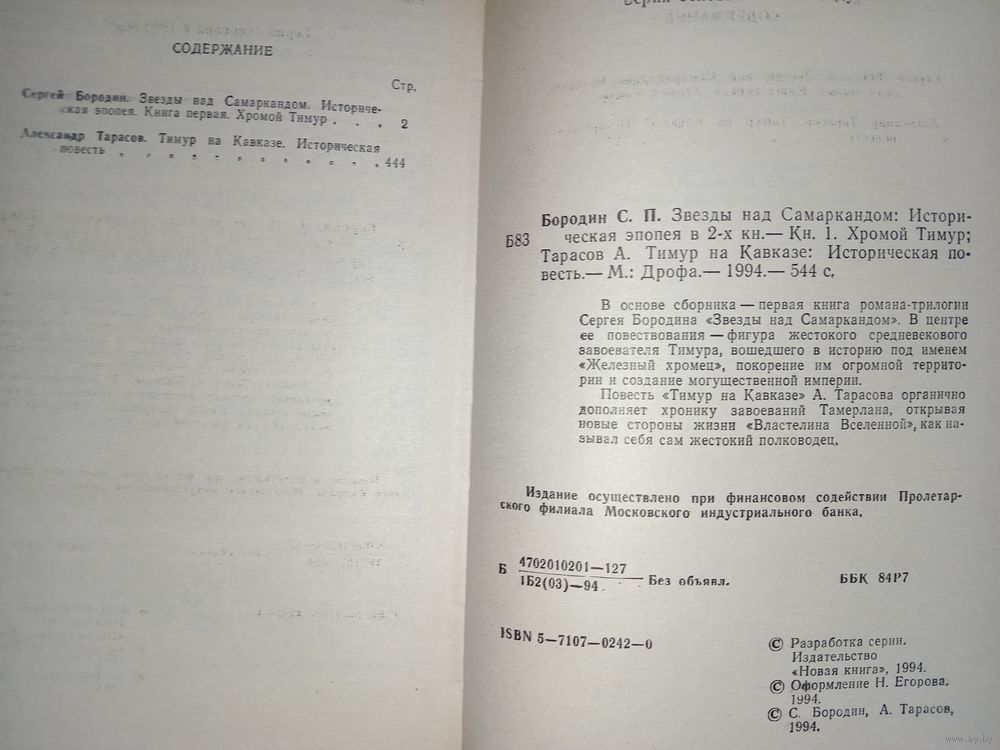 СОДЕРЖАНИЕ
Стр.
Сергей Бородин. Звезды над Самаркандом. Историче-
ская эпопея. Книга первая. Хромой Тимур . . . 2
Александр Тарасов. Тимур на Кавказе. Историческая
повесть . . . . . . . . . . . . 444
Бородин С. П. Звезды над Самаркандом: Истори-
Б83 ческая эпопея в 2-х кн.— Кн. 1. Хромой Тимур;
Тарасов А. Тимур на Кавказе: Историческая по-
весть.— М.: Дрофа.— 1994.— 544 с.
В основе сборника — первая книга романа-трилогии
Сергея Бородина «Звезды над Самаркандом». В центре
ее повествования — фигура жестокого средневекового
завоевателя Тимура, вошедшего в историю под именем
«Железный хромец», покорение им огромной террито-
рии и создание могущественной империи.
Повесть «Тимур на Кавказе» А. Тарасова органично
дополняет хронику завоеваний Тамерлана, открывая
новые стороны жизни «Властелина Вселенной», как на-
зывал себя сам жестокий полководец.
Издание осуществлено при финансовом содействии Пролетар-
ского филиала Московского индустриального банка.
Б 4702010201—127
1Б2(03)—94 Без объявл.
ББК 84Р7
ISBN 5—7107—0242—0
© Разработка серии.
Издательство
«Новая книга», 1994.
© Оформление Н. Егорова.
1994.
© С. Бородин, А. Тарасов,
1994.
www.ay.by